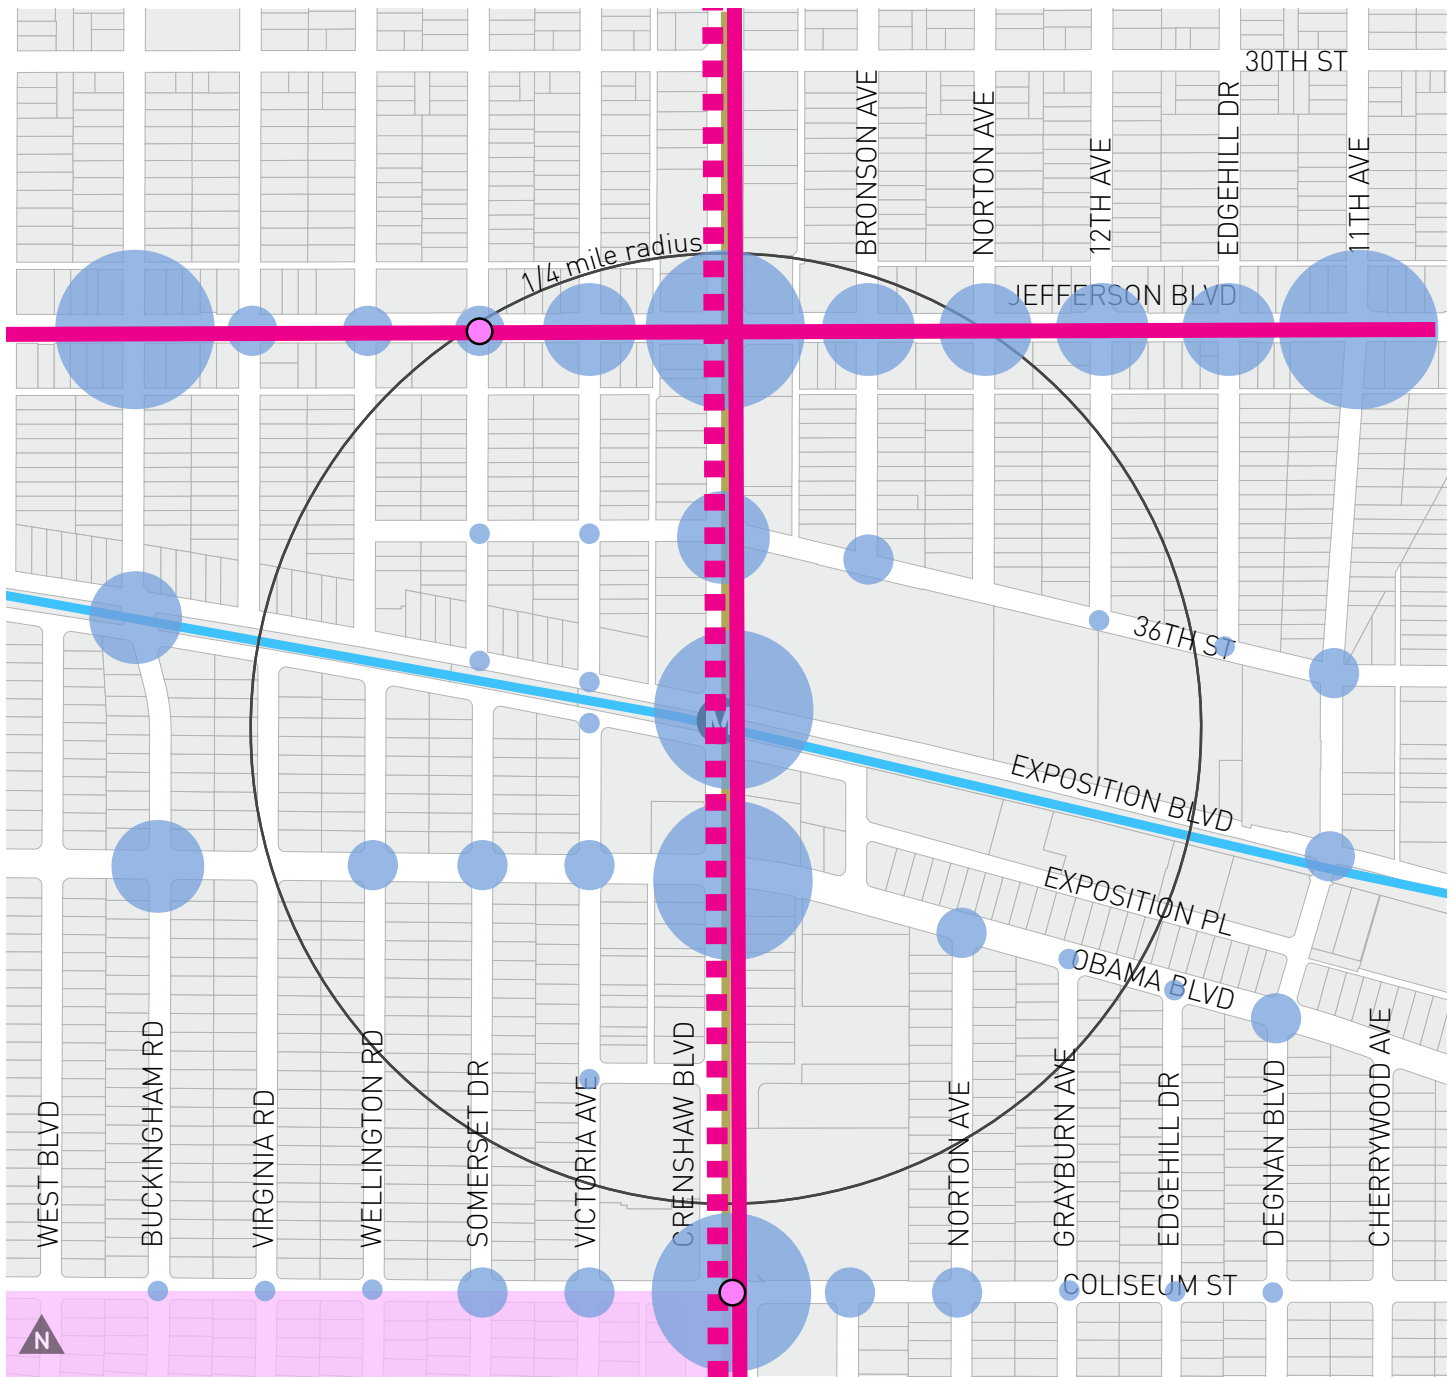 30TH ST
BRONSON AVE
NORTON AVE
12TH AVE
EDGEHILL DR
11TH AVE
1/4 mile radius
JEFFERSON BLVD
36TH ST
M
EXPOSITION BLVD
EXPOSITION PL
OBAMA BLVD
WEST BLVD
BUCKINGHAM RD
VIRGINIA RD
WELLINGTON RD
SOMERSET DR
VICTORIA AVE
CRENSHAW BLVD
NORTON AVE
GRAYBURN AVE
EDGEHILL DR
DEGNAN BLVD
CHERRYWOOD AVE
COLISEUM ST
N